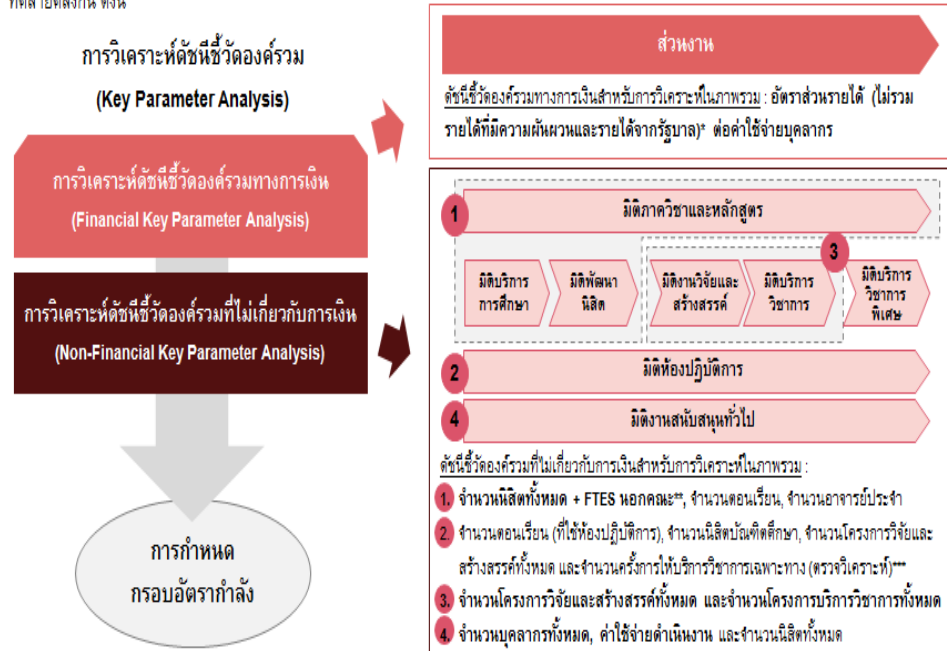 การวิเคราะห์ดัชนีชี้วัดองค์รวม
(Key Parameter Analysis)
การวิเคราะห์ดัชนีชี้วัดองค์รวมทางการเงิน
(Financial Key Parameter Analysis)
การวิเคราะห์ดัชนีชี้วัดองค์รวมที่ไม่เกี่ยวกับการเงิน
(Non-Financial Key Parameter Analysis)
การกำหนด
กรอบอัตรากำลัง
ส่วนงาน
ดัชนีชี้วัดองค์รวมทางการเงินสำหรับการวิเคราะห์ในภาพรวม : อัตราส่วนรายได้ (ไม่รวม
รายได้ที่มีความผันผวนและรายได้จากรัฐบาล)* ต่อค่าใช้จ่ายบุคลากร
1 มิติภาควิชาและหลักสูตร
3
มิติบริการ
การศึกษา
มิติพัฒนา
นิสิต
มิติงานวิจัยและ
สร้างสรรค์
มิติบริการ
วิชาการ
มิติบริการ
วิชาการ
พิเศษ
2 มิติห้องปฏิบัติการ
4 มิติงานสนับสนุนทั่วไป
ดัชนีชี้วัดองค์รวมที่ไม่เกี่ยวกับการเงินสำหรับการวิเคราะห์ในภาพรวม :
1. จำนวนนิสิตทั้งหมด + FTES นอกคณะ**, จำนวนตอนเรียน, จำนวนอาจารย์ประจำ
2. จำนวนตอนเรียน (ที่ใช้ห้องปฏิบัติการ), จำนวนนิสิตบัณฑิตศึกษา, จำนวนโครงการวิจัยและ
สร้างสรรค์ทั้งหมด และจำนวนครั้งการให้บริการวิชาการเฉพาะทาง (ตรวจวิเคราะห์)***
3. จำนวนโครงการวิจัยและสร้างสรรค์ทั้งหมด และจำนวนโครงการบริการวิชาการทั้งหมด
4. จำนวนบุคลากรทั้งหมด, ค่าใช้จ่ายดำเนินงาน และจำนวนนิสิตทั้งหมด